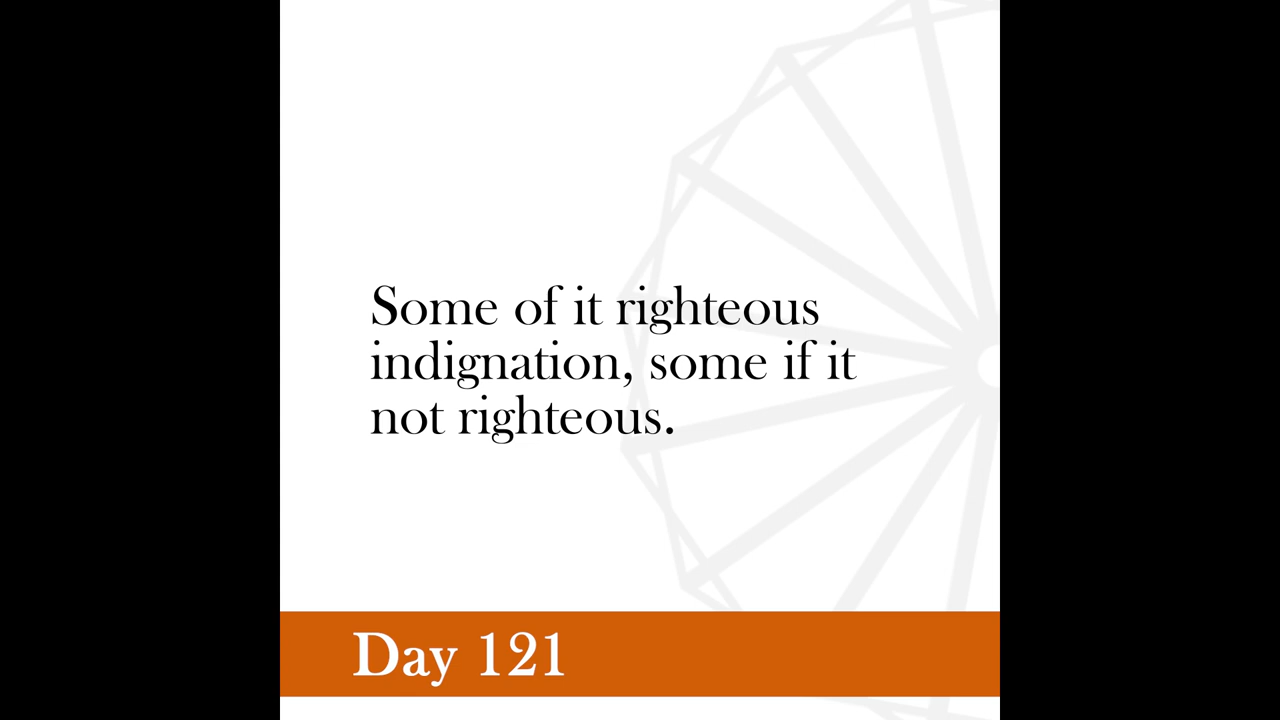 Some of it righteous
indignation, some if it
not righteous.
Day 121